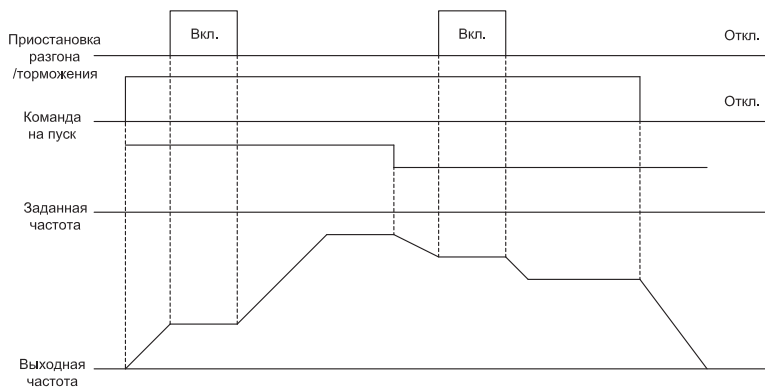 Вкл.
Вкл.
Откл.
Приостановка
разгона
/торможения
Откл.
Команда
на пуск
Заданная
частота
Выходная
частота